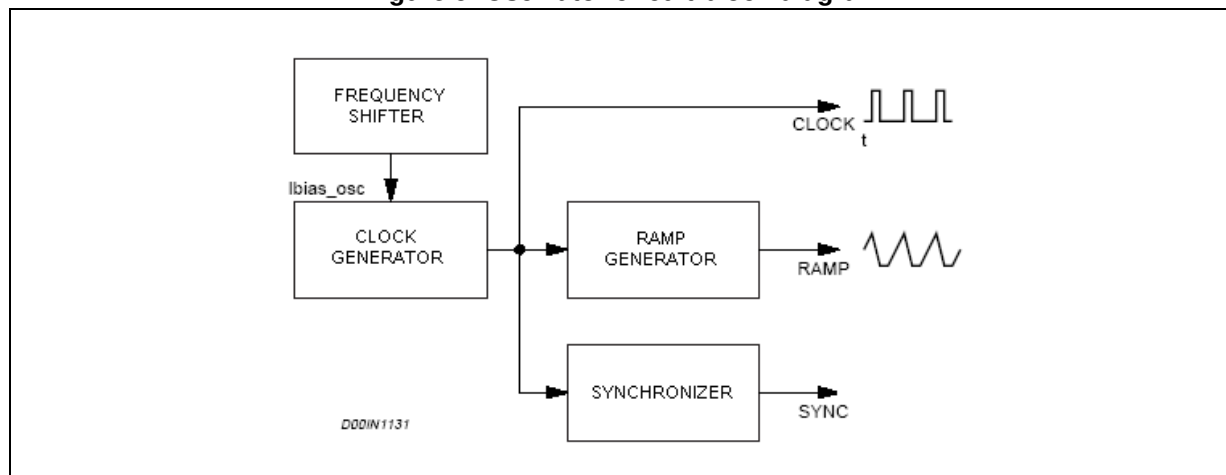 FREQUENCY
SHIFTER
Ibias_osc
CLOCK
GENERATOR
CLOCK
t
RAMP
GENERATOR
RAMP
SYNCHRONIZER
SYNC
D00IN1131